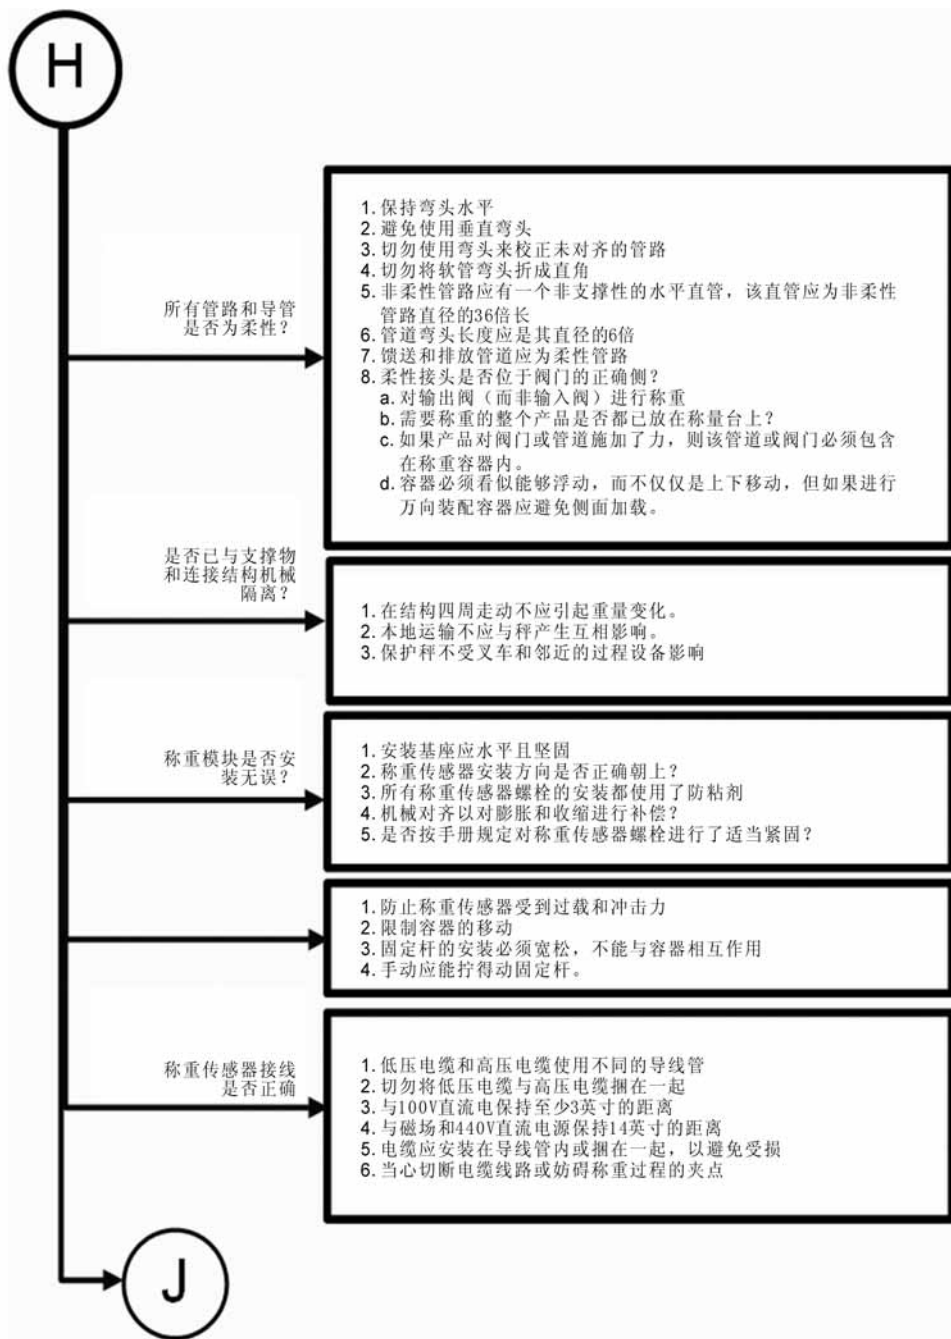 H
所有管路和导管
是否为柔性？
1. 保持弯头水平
2. 避免使用垂直弯头
3. 切勿使用弯头来校正未对齐的管路
4. 切勿将软管弯头折成直角
5. 非柔性管路应有一个非支撑性的水平直管，该直管应为非柔性
管路直径的36倍长
6. 管道弯头长度应是其直径的6倍
7. 馈送和排放管道应为柔性管路
8. 柔性接头是否位于阀门的正确侧？
a. 对输出阀（而非输入阀）进行称重
b. 需要称重的整个产品是否都已放在称量台上？
c. 如果产品对阀门或管道施加了力，则该管道或阀门必须包含
在称重容器内。
d. 容器必须看似能够浮动，而不仅仅是上下移动，但如果进行
万向装配容器应避免侧面加载。
是否已与支撑物
和连接结构机械
隔离？
1. 在结构四周走动不应引起重量变化。
2. 本地运输不应与秤产生互相影响。
3. 保护秤不受叉车和邻近的过程设备影响
称重模块是否安
装无误？
1. 安装基座应水平且坚固
2. 称重传感器安装方向是否正确朝上？
3. 所有称重传感器螺栓的安装都使用了防粘剂
4. 机械对齐以对膨胀和收缩进行补偿？
5. 是否按手册规定对称重传感器螺栓进行了适当紧固？
1. 防止称重传感器受到过载和冲击力
2. 限制容器的移动
3. 固定杆的安装必须宽松，不能与容器相互作用
4. 手动应能拧得动固定杆。
称重传感器接线
是否正确
1. 低压电缆和高压电缆使用不同的导线管
2. 切勿将低压电缆与高压电缆捆在一起
3. 与100V直流电保持至少3英寸的距离
4. 与磁场和440V直流电源保持14英寸的距离
5. 电缆应安装在导线管内或捆在一起，以避免受损
6. 当心切断电缆线路或妨碍称重过程的夹点
J